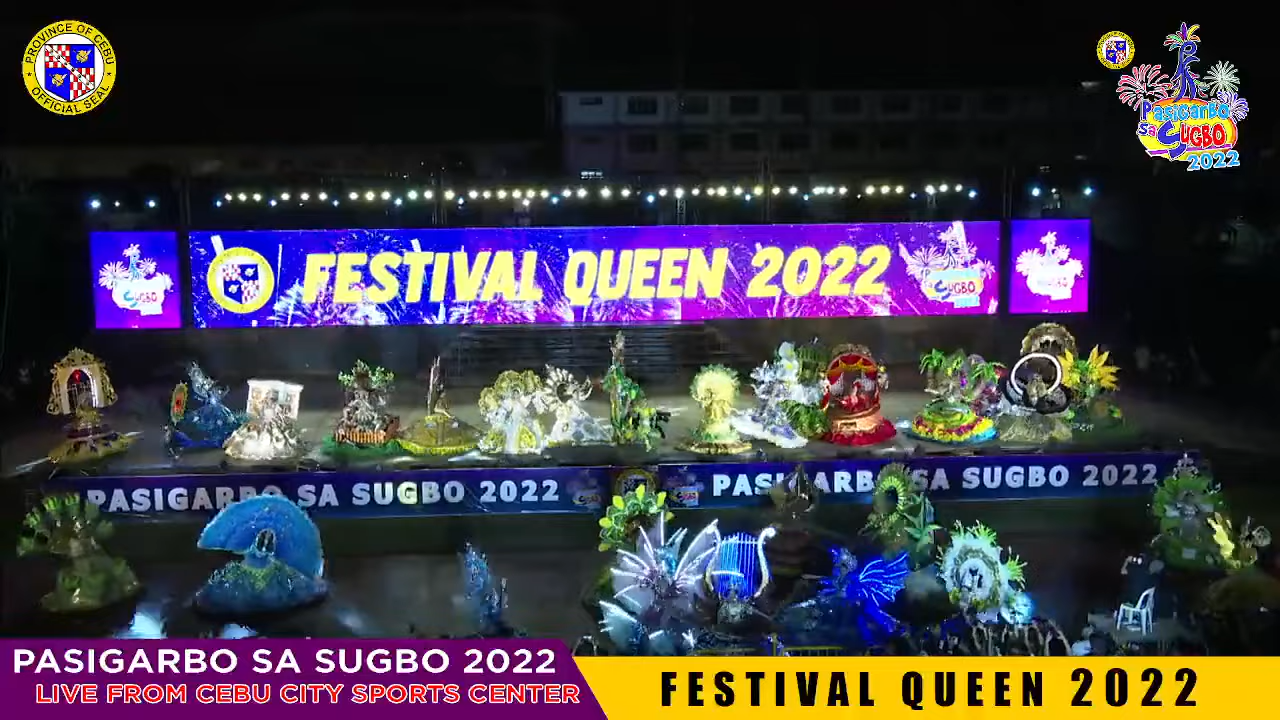 PROVINCE OF CEBU
OFFICIAL SEAL
Pasigarbo
sa SUGBO
2022
FESTIVAL QUEEN 2022
PASIGARBO SA SUGBO 2022
PASIGARBO SA SUGBO 2022
PASIGARBO SA SUGBO 2022
LIVE FROM CEBU CITY SPORTS CENTER
FESTIVAL QUEEN 2022